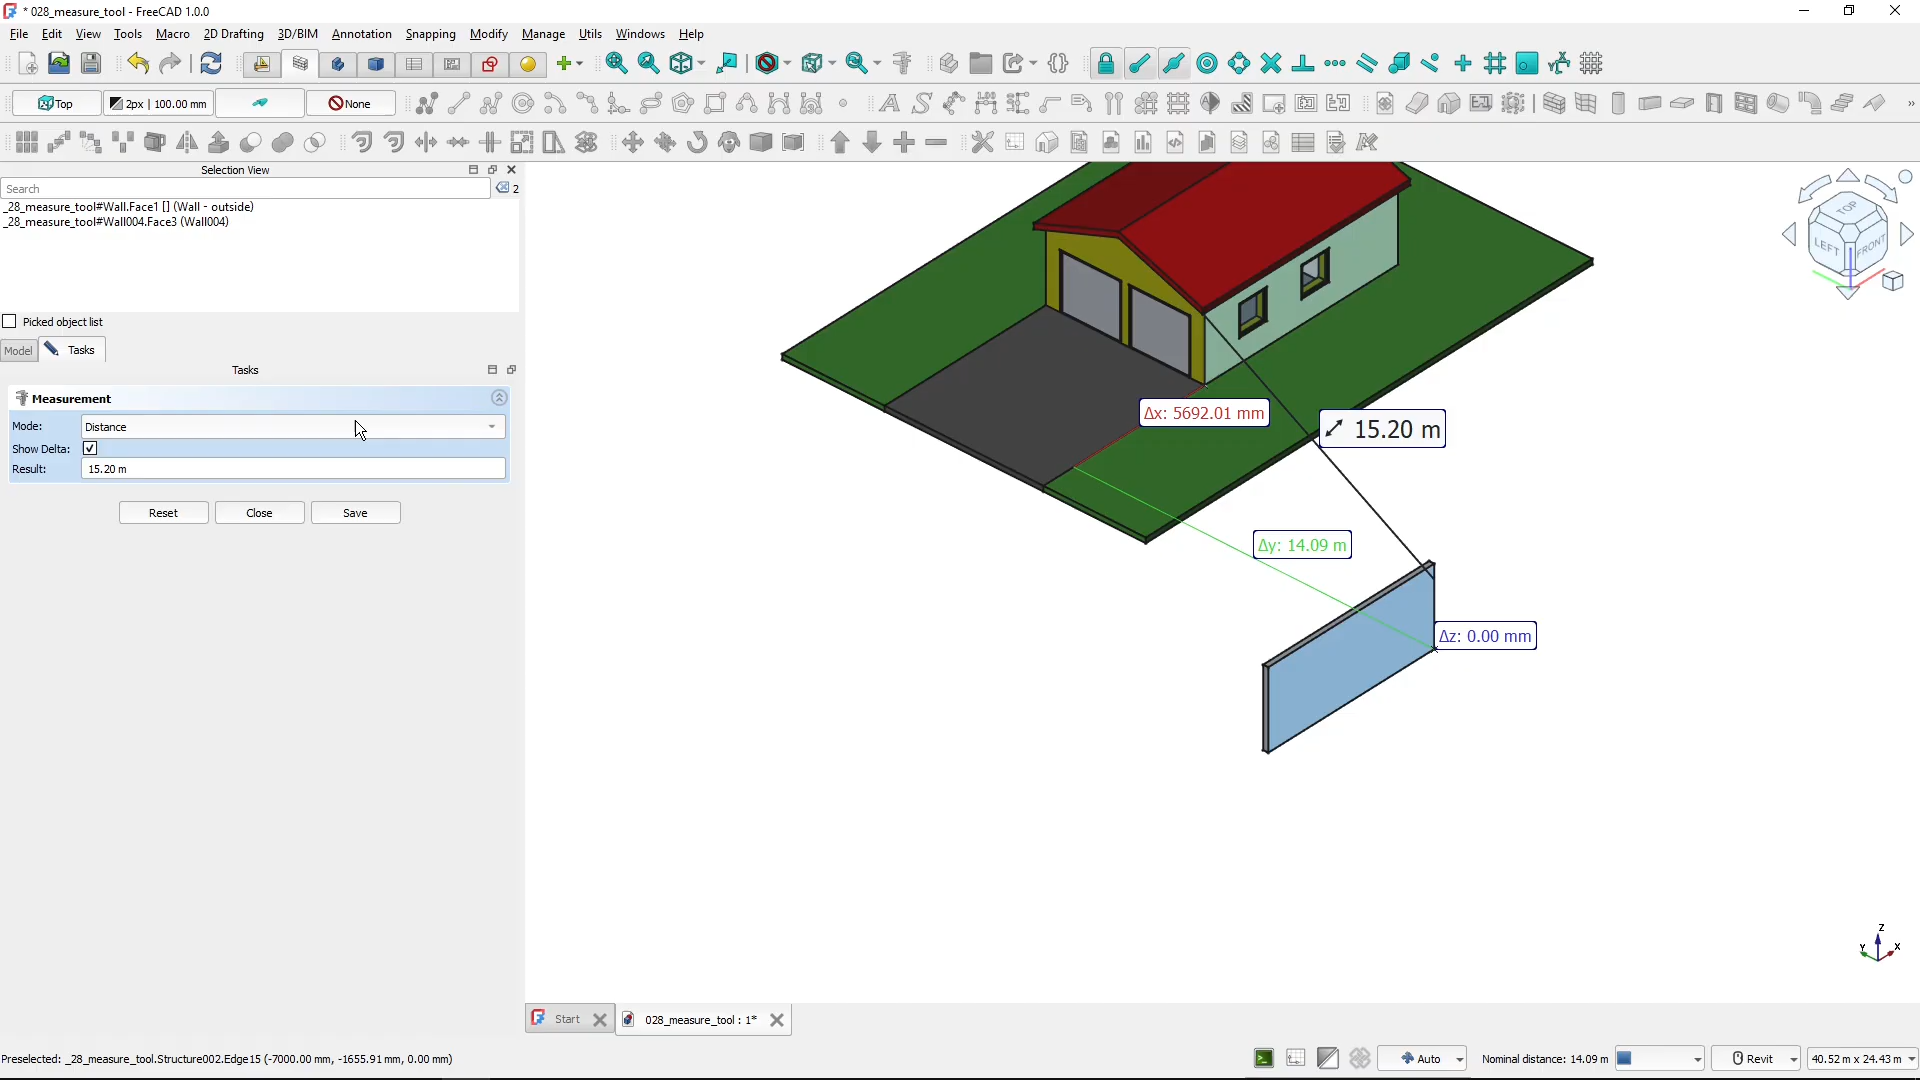 * 028_measure_tool - FreeCAD 1.0.0
File Edit View Tools Macro 2D Drafting 3D/BIM Annotation Snapping Modify Manage Utils Windows Help
Top 2px | 100.00 mm None
Selection View
Search 2
_28_measure_tool#Wall.Face1 [] (Wall - outside)
_28_measure_tool#Wall004.Face3 (Wall004)
Picked object list
Model Tasks
Tasks
Measurement
Mode: Distance
Show Delta:
Result: 15.20 m
Reset Close Save
TOP
LEFT FRONT
Δx: 5692.01 mm
15.20 m
Δy: 14.09 m
Δz: 0.00 mm
Z
Y X
Start 028_measure_tool : 1*
Preselected: _28_measure_tool.Structure002.Edge15 (-7000.00 mm, -1655.91 mm, 0.00 mm) Auto Nominal distance: 14.09 m Revit 40.52 m x 24.43 m